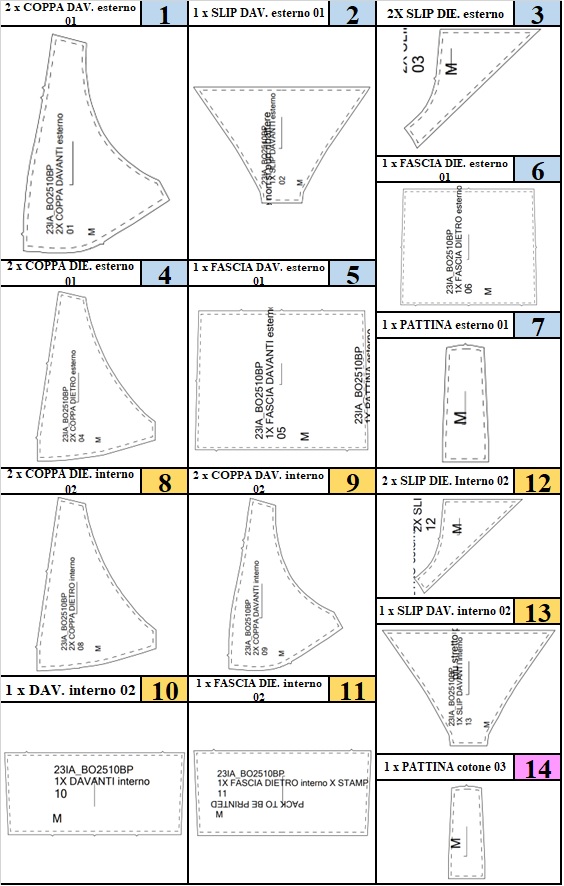 2 x COPPA DAV. esterno
01
1
1 x SLIP DAV. esterno 01
2
2X SLIP DIE. esterno
3
23IA_BO2510BP
2X COPPA DAVANTI esterno
01
M
23IA_BO2510BP
1X SLIP DAVANTI esterno
02
M
03
M
1 x FASCIA DIE. esterno
01
6
23IA_BO2510BP
1X FASCIA DIETRO esterno
06
M
2 x COPPA DIE. esterno
01
4
1 x FASCIA DAV. esterno
01
5
1 x PATTINA esterno 01
7
23IA_BO2510BP
2X COPPA DIETRO esterno
04
M
23IA_BO2510BP
1X FASCIA DAVANTI esterno
05
M
23IA_BO2510BP
1X PATTINA esterno
M
2 x COPPA DIE. interno
02
8
2 x COPPA DAV. interno
02
9
2 x SLIP DIE. Interno 02
12
23IA_BO2510BP
2X COPPA DIETRO interno
08
M
23IA_BO2510BP
2X COPPA DAVANTI interno
09
M
2X SLI
12
M
1 x SLIP DAV. interno 02
13
23IA_BO2510BP
1X SLIP DAVANTI interno
13
M
1 x DAV. interno 02
10
1 x FASCIA DIE. interno
02
11
23IA_BO2510BP
1X DAVANTI interno
10
M
23IA_BO2510BP
1X FASCIA DIETRO interno X STAMP
11
PACK TO BE PRINTED
M
1 x PATTINA cotone 03
14
M